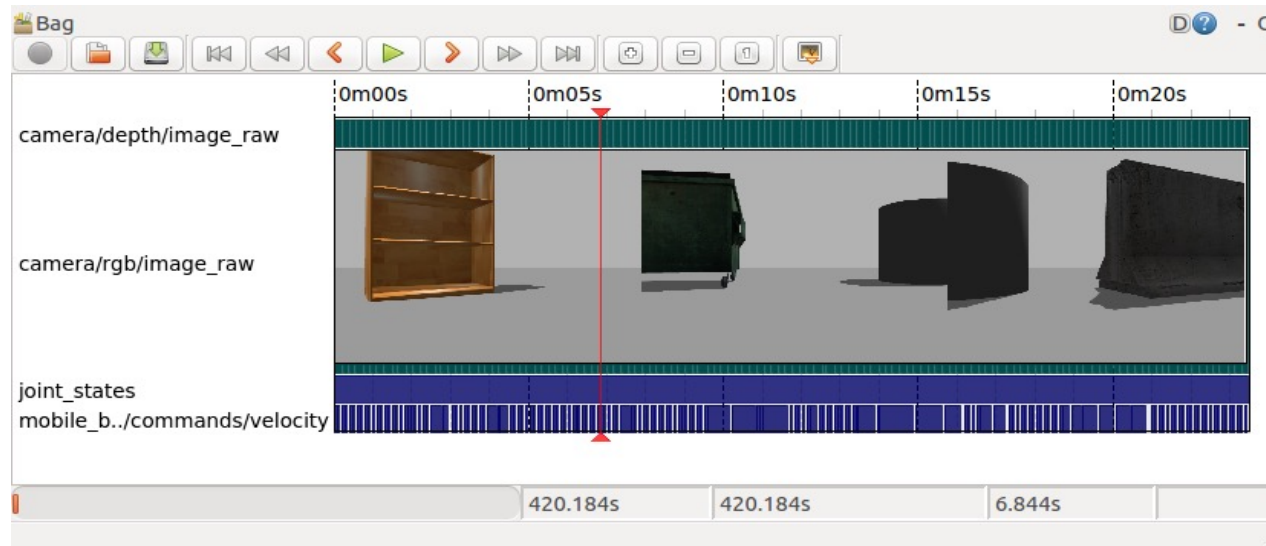 Bag
D ? - C
0m00s 0m05s 0m10s 0m15s 0m20s
camera/depth/image_raw
camera/rgb/image_raw
joint_states
mobile_b../commands/velocity
420.184s 420.184s 6.844s